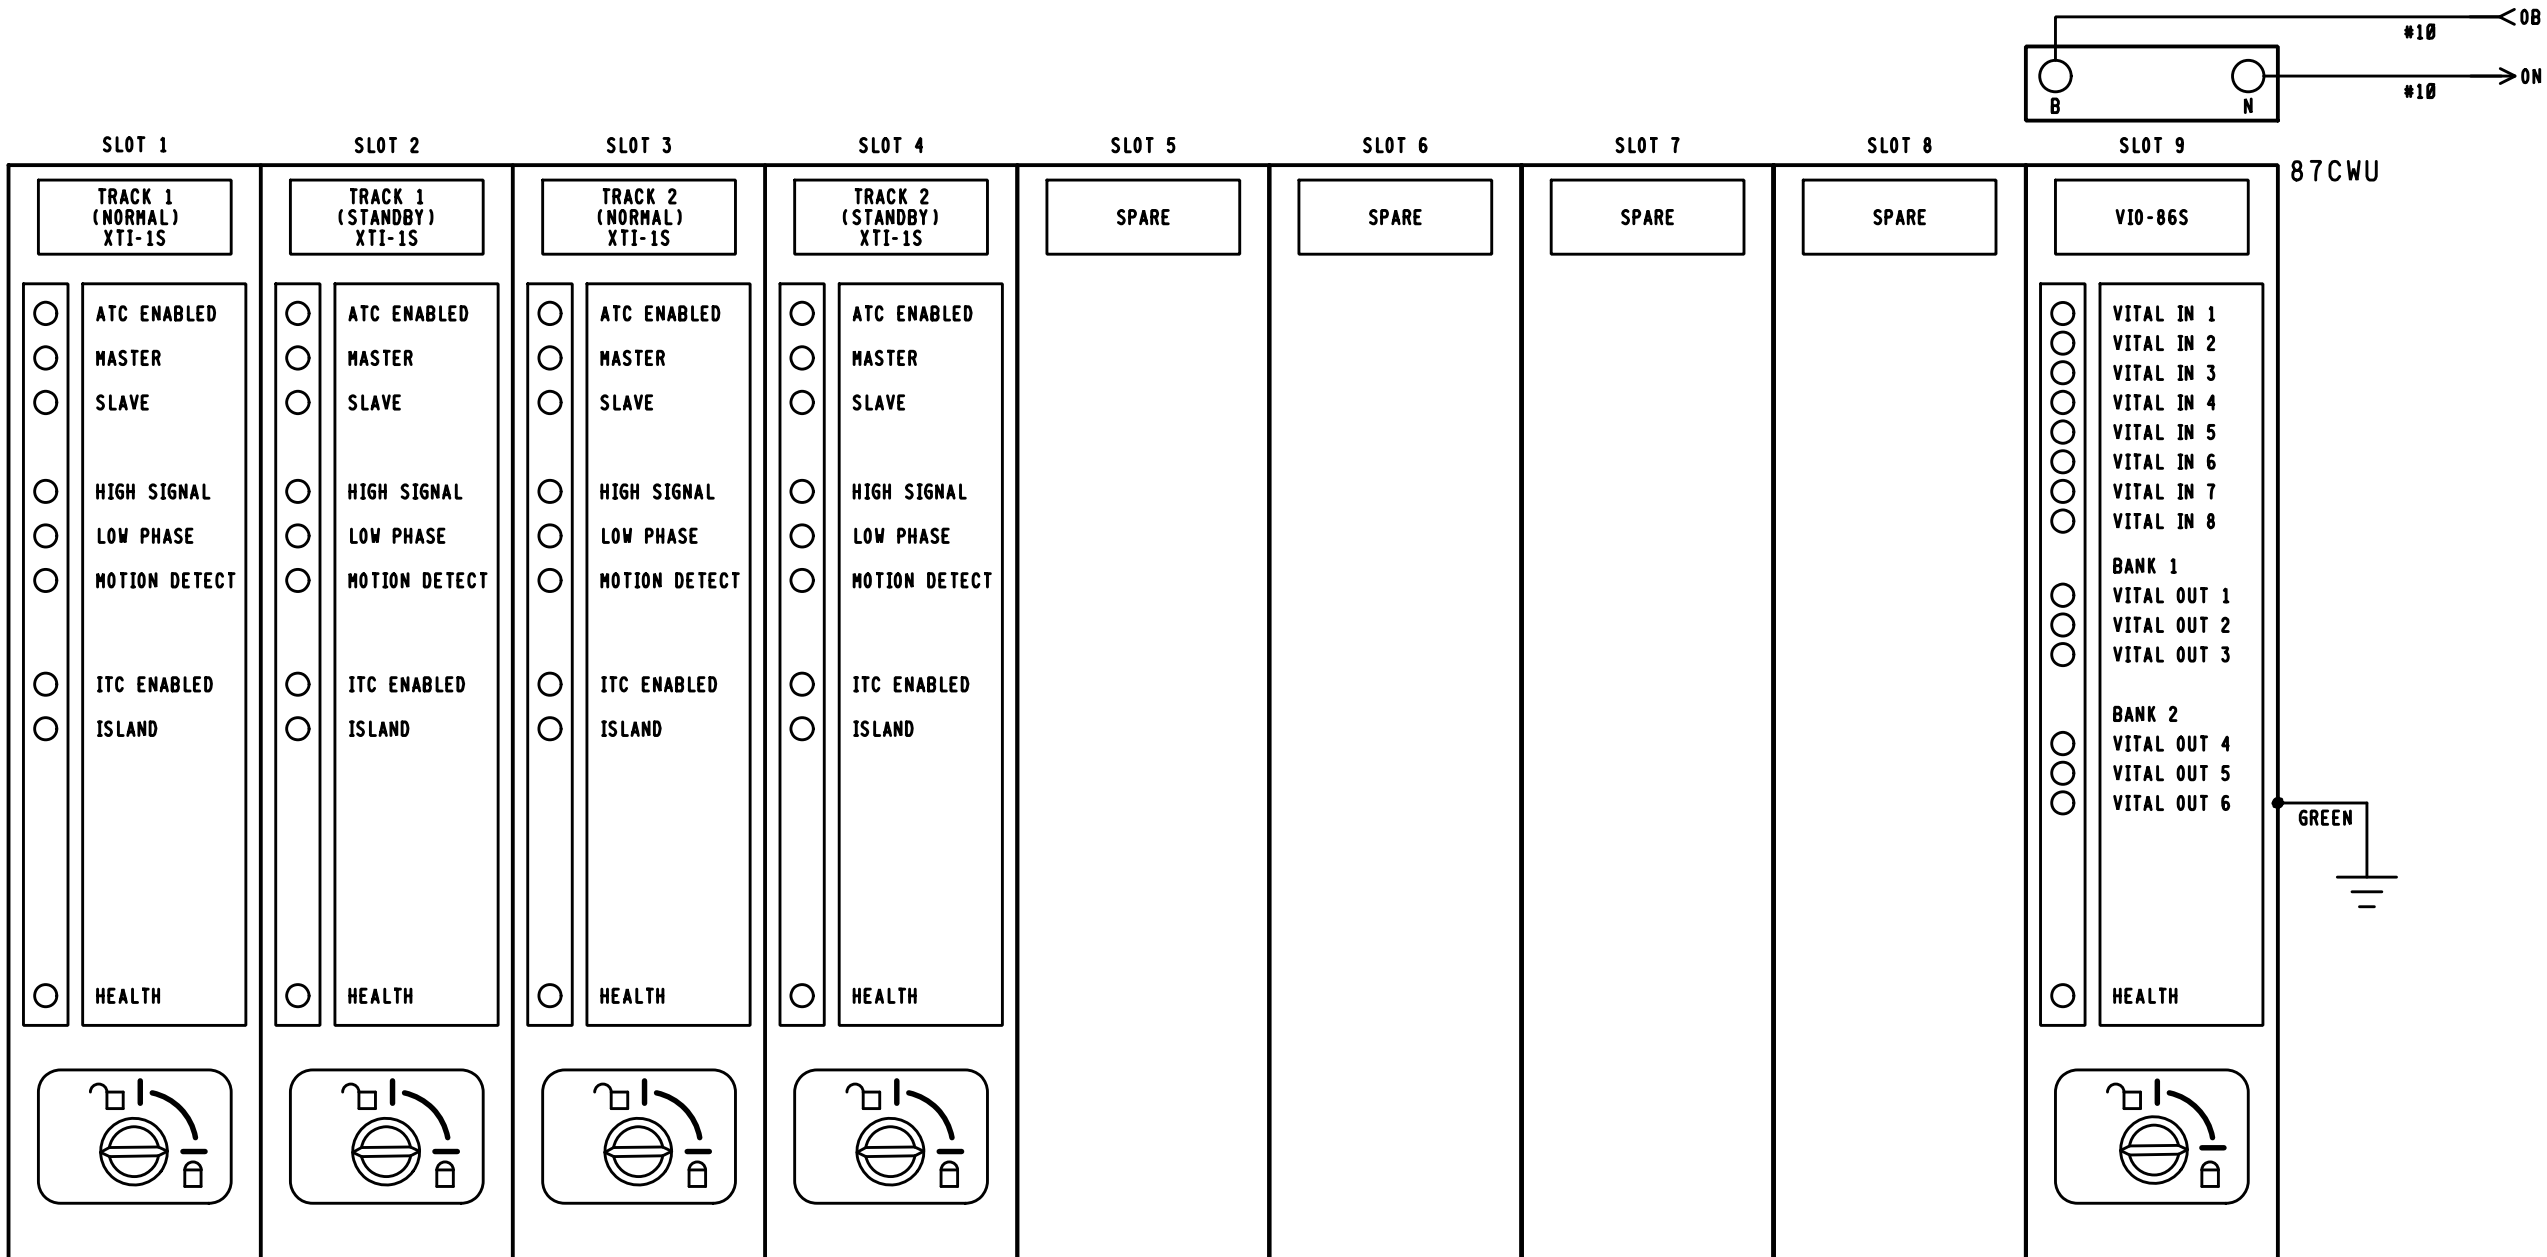 0B
#10
0N
#10
B N
SLOT 1 SLOT 2 SLOT 3 SLOT 4 SLOT 5 SLOT 6 SLOT 7 SLOT 8 SLOT 9
87CWU
TRACK 1
(NORMAL)
XTI-1S
TRACK 1
(STANDBY)
XTI-1S
TRACK 2
(NORMAL)
XTI-1S
TRACK 2
(STANDBY)
XTI-1S
SPARE
SPARE
SPARE
SPARE
VIO-86S
ATC ENABLED
MASTER
SLAVE
HIGH SIGNAL
LOW PHASE
MOTION DETECT
ITC ENABLED
ISLAND
HEALTH
ATC ENABLED
MASTER
SLAVE
HIGH SIGNAL
LOW PHASE
MOTION DETECT
ITC ENABLED
ISLAND
HEALTH
ATC ENABLED
MASTER
SLAVE
HIGH SIGNAL
LOW PHASE
MOTION DETECT
ITC ENABLED
ISLAND
HEALTH
ATC ENABLED
MASTER
SLAVE
HIGH SIGNAL
LOW PHASE
MOTION DETECT
ITC ENABLED
ISLAND
HEALTH
VITAL IN 1
VITAL IN 2
VITAL IN 3
VITAL IN 4
VITAL IN 5
VITAL IN 6
VITAL IN 7
VITAL IN 8
BANK 1
VITAL OUT 1
VITAL OUT 2
VITAL OUT 3
BANK 2
VITAL OUT 4
VITAL OUT 5
VITAL OUT 6
HEALTH
GREEN